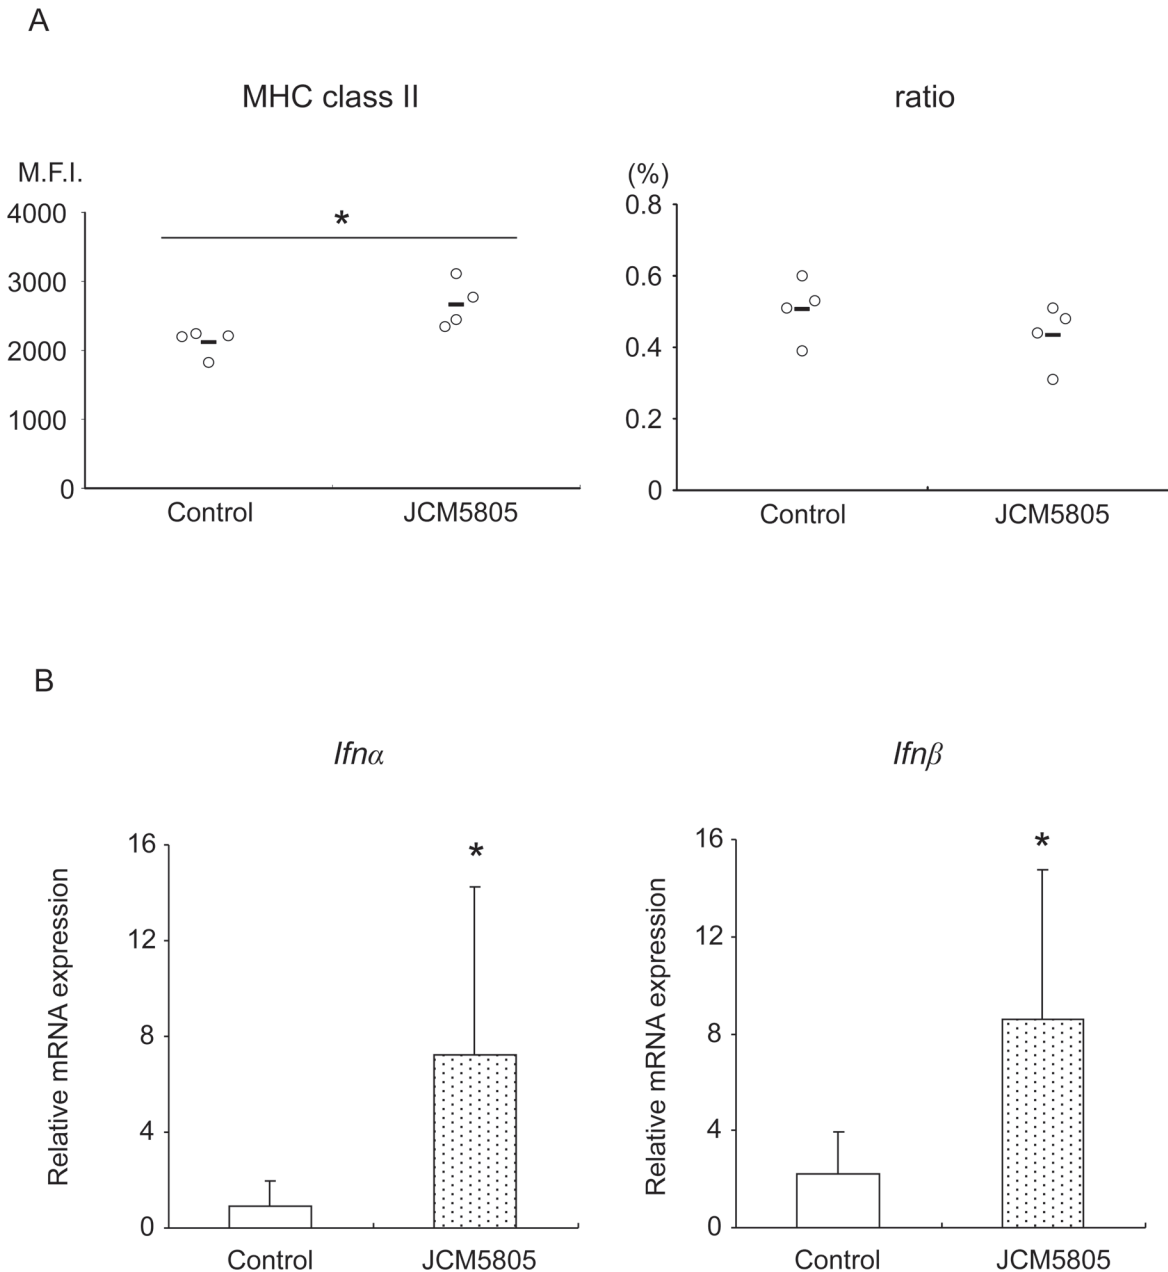 A
MHC class II
ratio
M.F.I.
(%)
4000
3000
2000
1000
0
*
Control
JCM5805
0.8
0.6
0.4
0.2
0
Control
JCM5805
B
Ifnα
Ifnβ
Relative mRNA expression
16
12
8
4
0
*
Control
JCM5805
Relative mRNA expression
16
12
8
4
0
*
Control
JCM5805